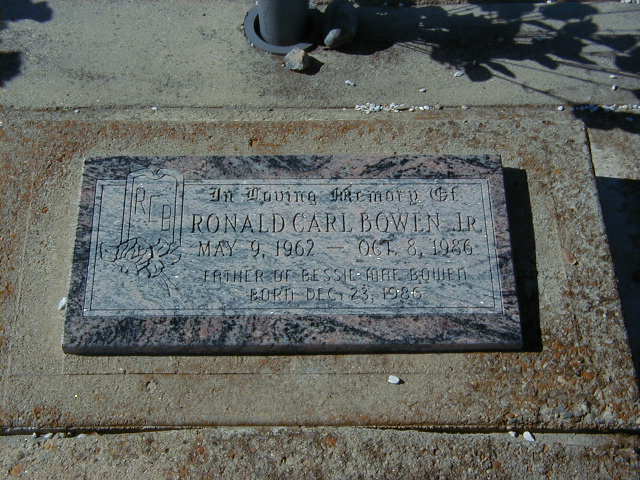 RCB
In Loving Memory Of
RONALD CARL BOWEN, JR
MAY 9, 1962 — OCT. 8, 1986
FATHER OF BESSIE MAE BOWEN
BORN DEC. 23, 1986